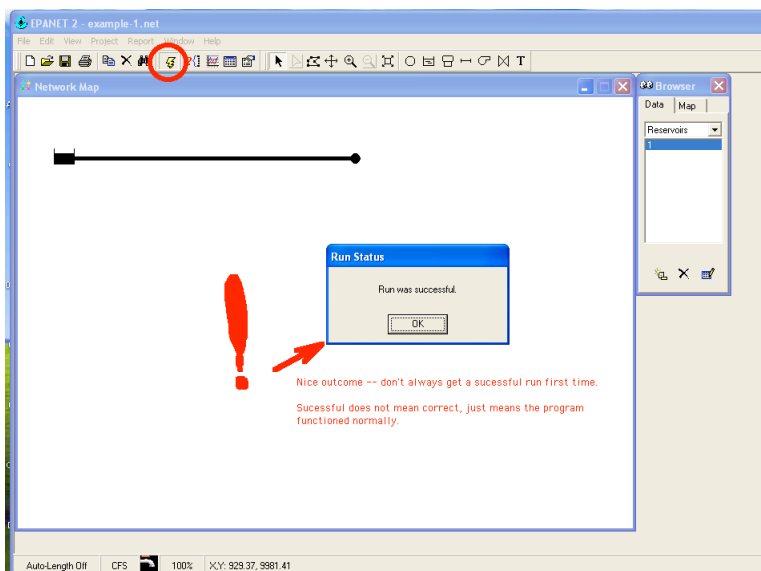 EPANET 2 - example-1.net
File Edit View Project Report Window Help
T
Network Map
Browser
Data Map
Reservoirs
1
Run Status
Run was successful.
OK
Nice outcome -- don't always get a sucessful run first time.
Sucessful does not mean correct, just means the program
functioned normally.
Auto-Length Off CFS 100% X,Y: 929.37, 9981.41